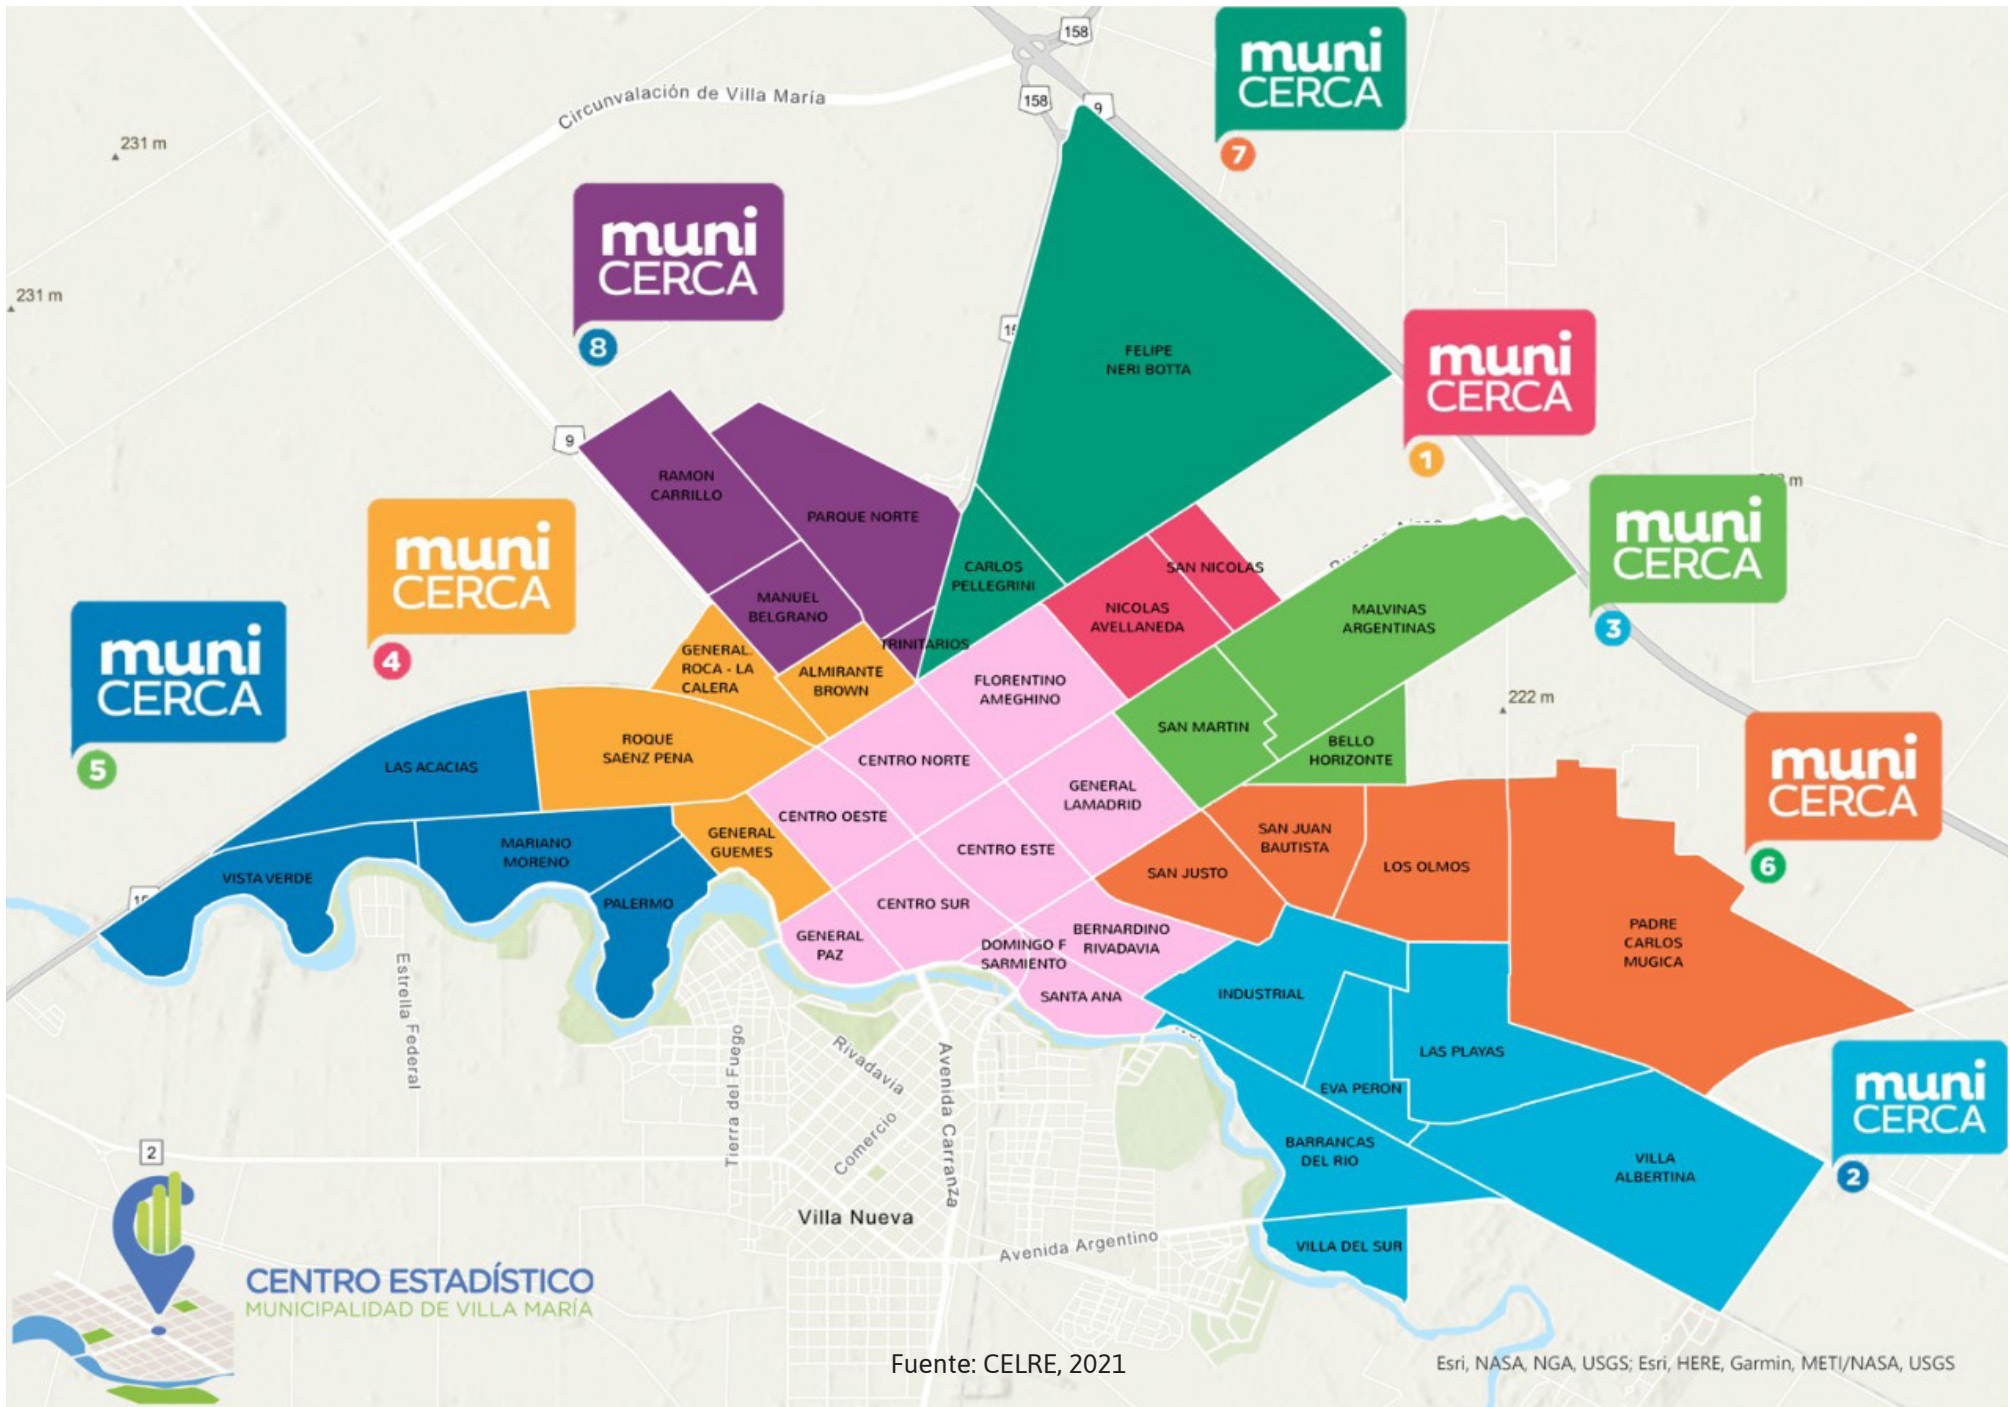 158
muni
CERCA
7
Circunvalación de Villa María
158
9
231 m
muni
CERCA
8
231 m
FELIPE
NERI BOTTA
muni
CERCA
1
9
RAMON
CARRILLO
PARQUE NORTE
muni
CERCA
3
muni
CERCA
4
CARLOS
PELLEGRINI
SAN NICOLAS
MANUEL
BELGRANO
NICOLAS
AVELLANEDA
MALVINAS
ARGENTINAS
muni
CERCA
5
GENERAL
ROCA - LA
CALERA
TRINITARIOS
ALMIRANTE
BROWN
FLORENTINO
AMEGHINO
222 m
SAN MARTIN
ROQUE
SAENZ PENA
LAS ACACIAS
CENTRO NORTE
BELLO
HORIZONTE
muni
CERCA
6
GENERAL
LAMADRID
CENTRO OESTE
GENERAL
GUEMES
MARIANO
MORENO
CENTRO ESTE
SAN JUAN
BAUTISTA
LOS OLMOS
SAN JUSTO
VISTA VERDE
PALERMO
CENTRO SUR
GENERAL
PAZ
DOMINGO F
SARMIENTO
BERNARDINO
RIVADAVIA
PADRE
CARLOS
MUGICA
SANTA ANA
INDUSTRIAL
Estrella Federal
Tierra del Fuego
Rivadavia
Avenida Carranza
LAS PLAYAS
EVA PERON
muni
CERCA
2
Comercio
2
BARRANCAS
DEL RIO
VILLA
ALBERTINA
Villa Nueva
Avenida Argentino
VILLA DEL SUR
CENTRO ESTADÍSTICO
MUNICIPALIDAD DE VILLA MARÍA
Fuente: CELRE, 2021
Esri, NASA, NGA, USGS; Esri, HERE, Garmin, METI/NASA, USGS